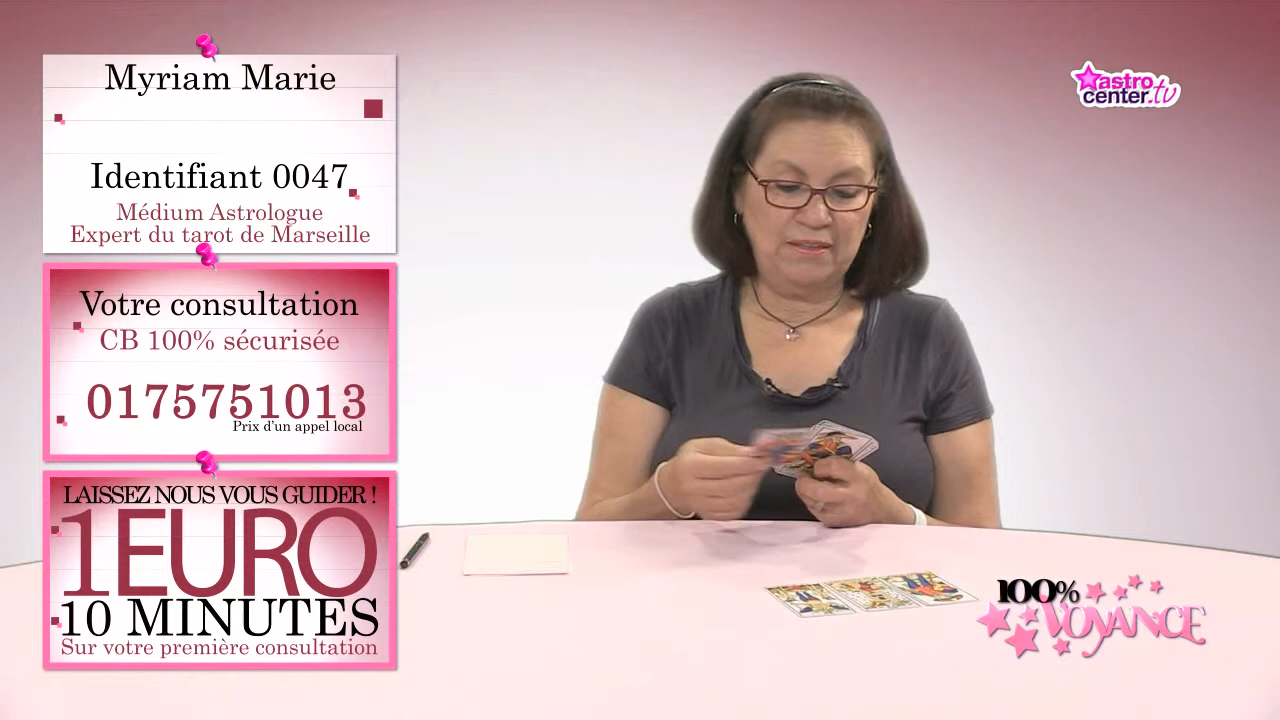 Myriam Marie
Identifiant 0047
Médium Astrologue
Expert du tarot de Marseille
Votre consultation
CB 100% sécurisée
0175751013
Prix d'un appel local
LAISSEZ NOUS VOUS GUIDER !
1EURO
10 MINUTES
Sur votre première consultation
astro
center.tv
100%
VOYANCE